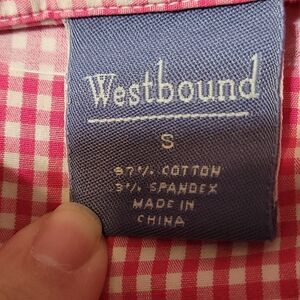 Westbound
S
97% COTTON
3% SPANDEX
MADE IN
CHINA